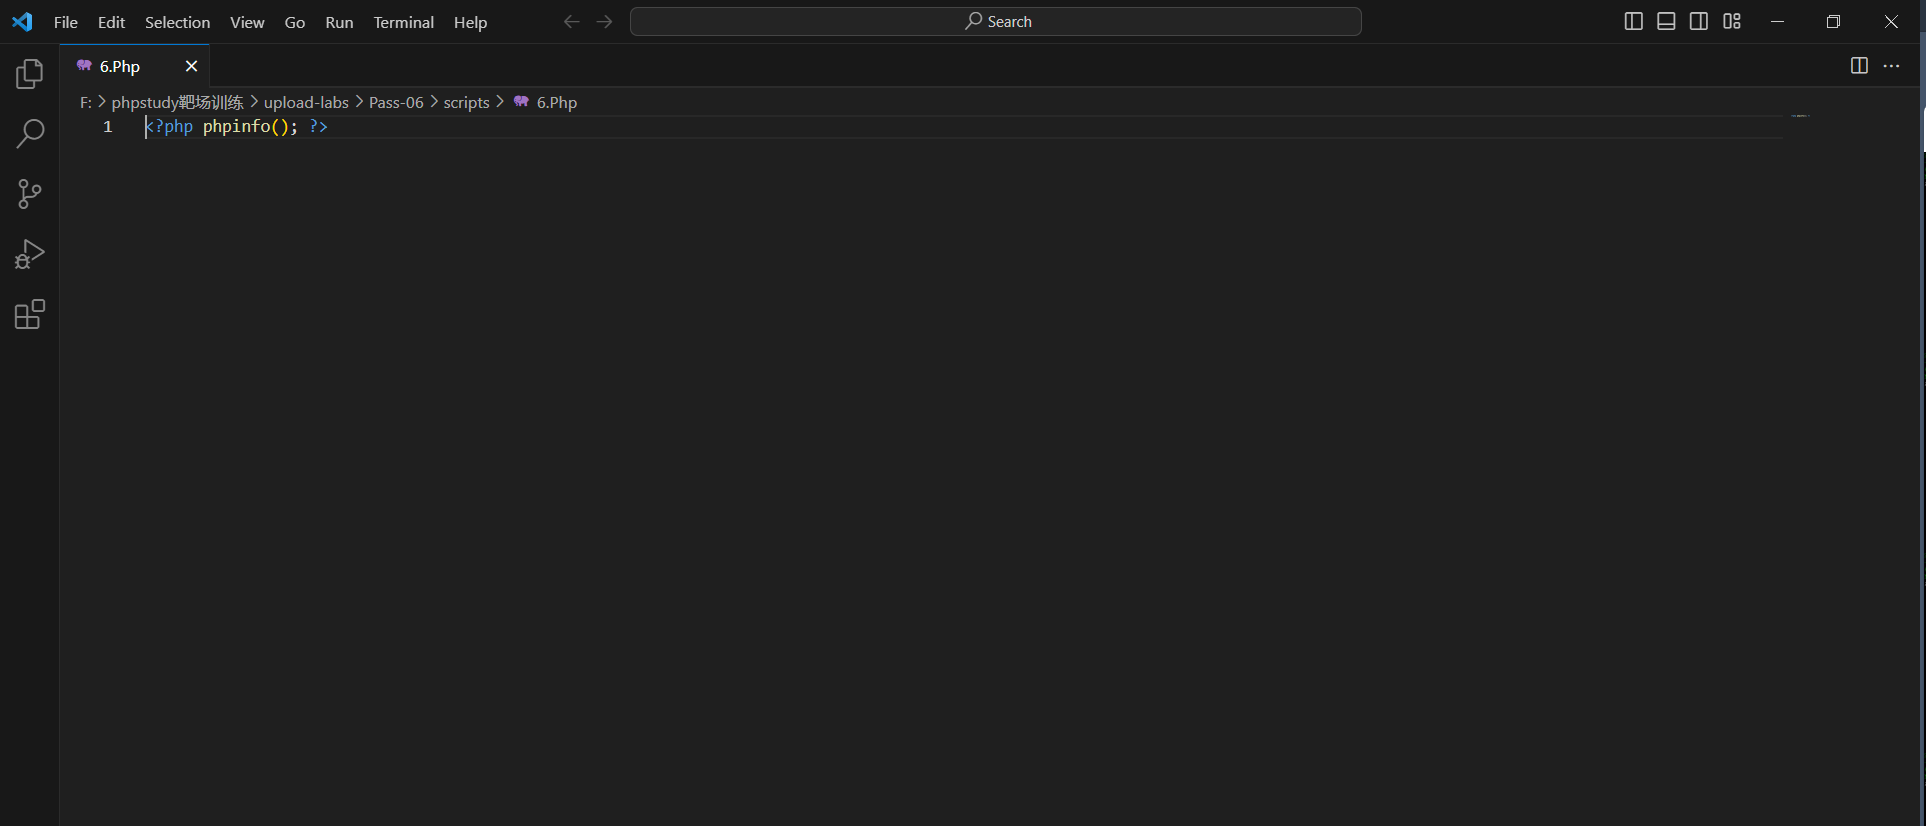 File Edit Selection View Go Run Terminal Help Search
6.Php
F: > phpstudy靶场训练 > upload-labs > Pass-06 > scripts > 6.Php
1 <?php phpinfo(); ?>